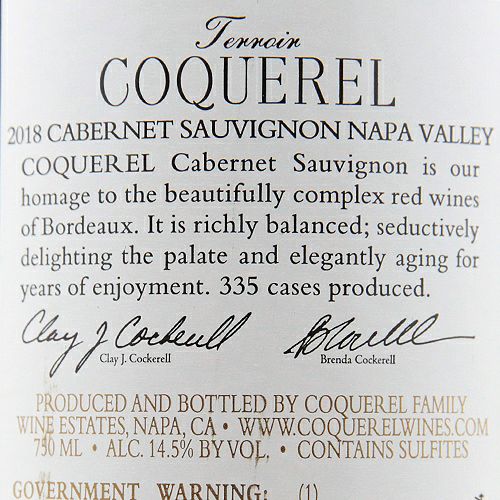 Terroir
COQUEREL
2018 CABERNET SAUVIGNON NAPA VALLEY
COQUEREL Cabernet Sauvignon is our
homage to the beautifully complex red wines
of Bordeaux. It is richly balanced; seductively
delighting the palate and elegantly aging for
years of enjoyment. 335 cases produced.
Clay J Cockerell
Clay J. Cockerell
Brenda Cockerell
PRODUCED AND BOTTLED BY COQUEREL FAMILY
WINE ESTATES, NAPA, CA • WWW.COQUERELWINES.COM
750 ML • ALC. 14.5% BY VOL. • CONTAINS SULFITES
GOVERNMENT WARNING: (1)